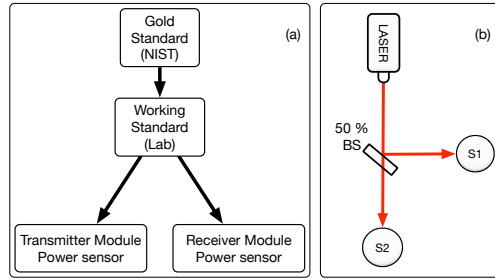 Gold
Standard
(NIST)
(a)
Working
Standard
(Lab)
Transmitter Module
Power sensor
Receiver Module
Power sensor
(b)
LASER
50 %
BS
S1
S2